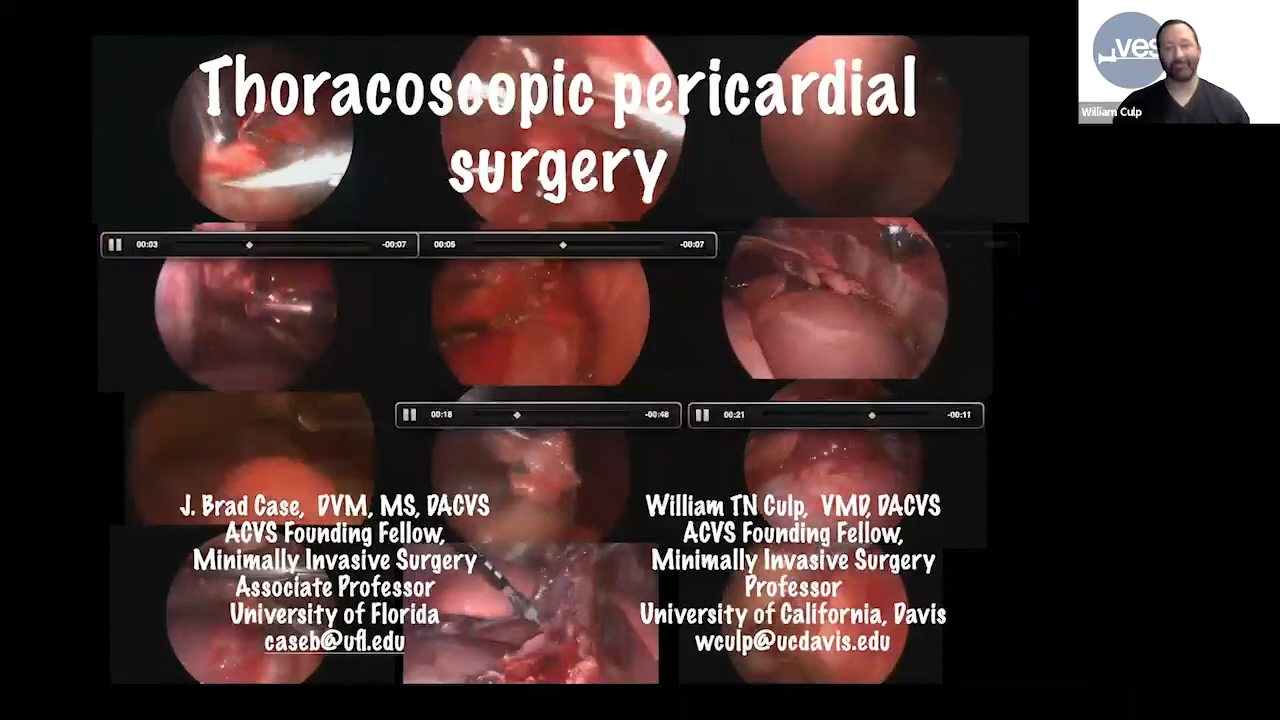 Thoracoscopic pericardial
surgery
.ves
William Culp
00:03
-00:07
00:05
-00:07
00:18
-00:48
00:21
-00:11
J. Brad Case, DVM, MS, DACVS
ACVS Founding Fellow,
Minimally Invasive Surgery
Associate Professor
University of Florida
caseb@ufl.edu
William TN Culp, VMD, DACVS
ACVS Founding Fellow,
Minimally Invasive Surgery
Professor
University of California, Davis
wculp@ucdavis.edu